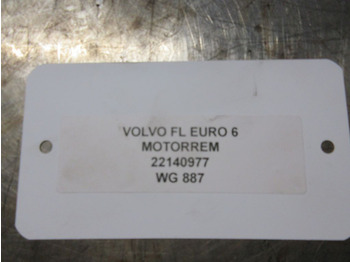 VOLVO FL EURO 6
MOTORREM
22140977
WG 887